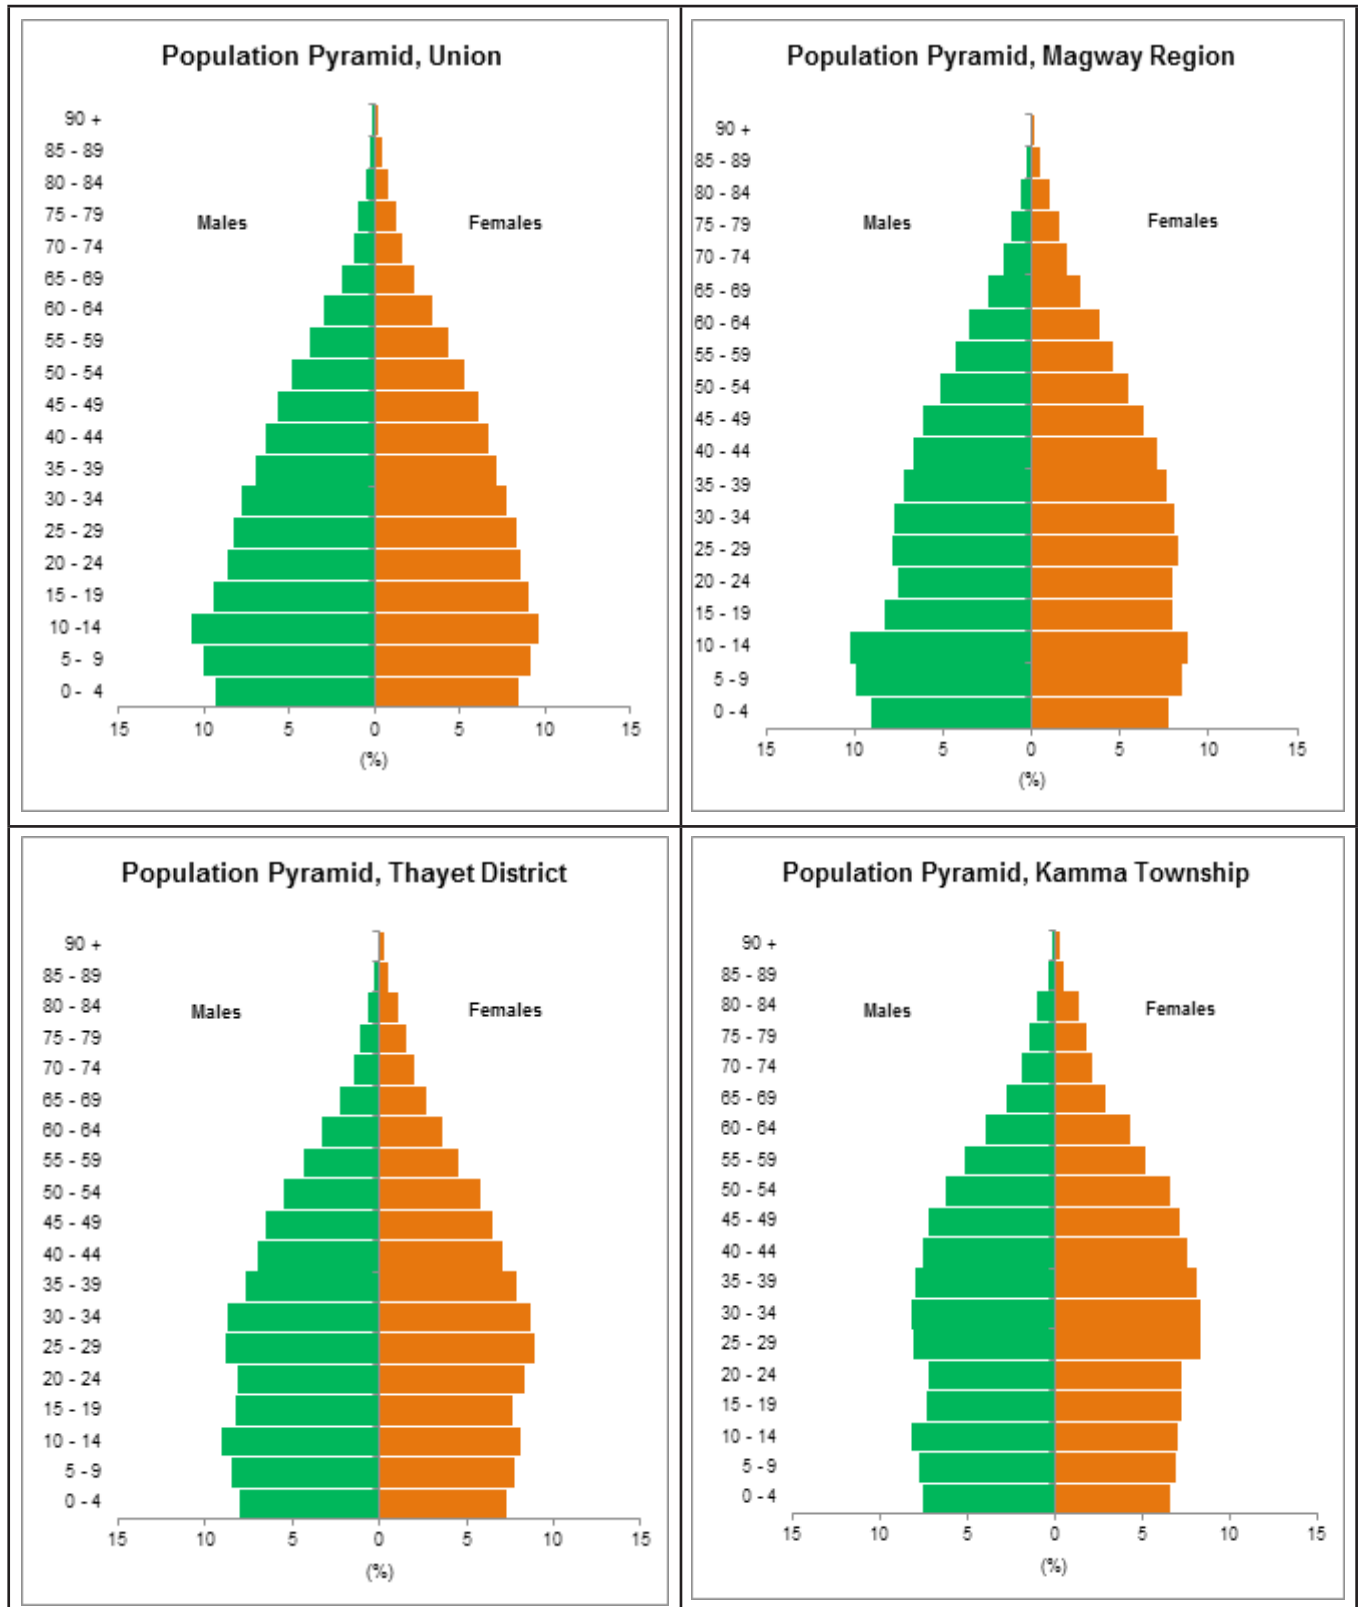 Population Pyramid, Union
90 +
85 - 89
80 - 84
75 - 79
70 - 74
65 - 69
60 - 64
55 - 59
50 - 54
45 - 49
40 - 44
35 - 39
30 - 34
25 - 29
20 - 24
15 - 19
10 -14
5 - 9
0 - 4
Males
Females
15 10 5 0 5 10 15
(%)
Population Pyramid, Magway Region
90 +
85 - 89
80 - 84
75 - 79
70 - 74
65 - 69
60 - 64
55 - 59
50 - 54
45 - 49
40 - 44
35 - 39
30 - 34
25 - 29
20 - 24
15 - 19
10 - 14
5 - 9
0 - 4
Males
Females
15 10 5 0 5 10 15
(%)
Population Pyramid, Thayet District
90 +
85 - 89
80 - 84
75 - 79
70 - 74
65 - 69
60 - 64
55 - 59
50 - 54
45 - 49
40 - 44
35 - 39
30 - 34
25 - 29
20 - 24
15 - 19
10 - 14
5 - 9
0 - 4
Males
Females
15 10 5 0 5 10 15
(%)
Population Pyramid, Kamma Township
90 +
85 - 89
80 - 84
75 - 79
70 - 74
65 - 69
60 - 64
55 - 59
50 - 54
45 - 49
40 - 44
35 - 39
30 - 34
25 - 29
20 - 24
15 - 19
10 - 14
5 - 9
0 - 4
Males
Females
15 10 5 0 5 10 15
(%)